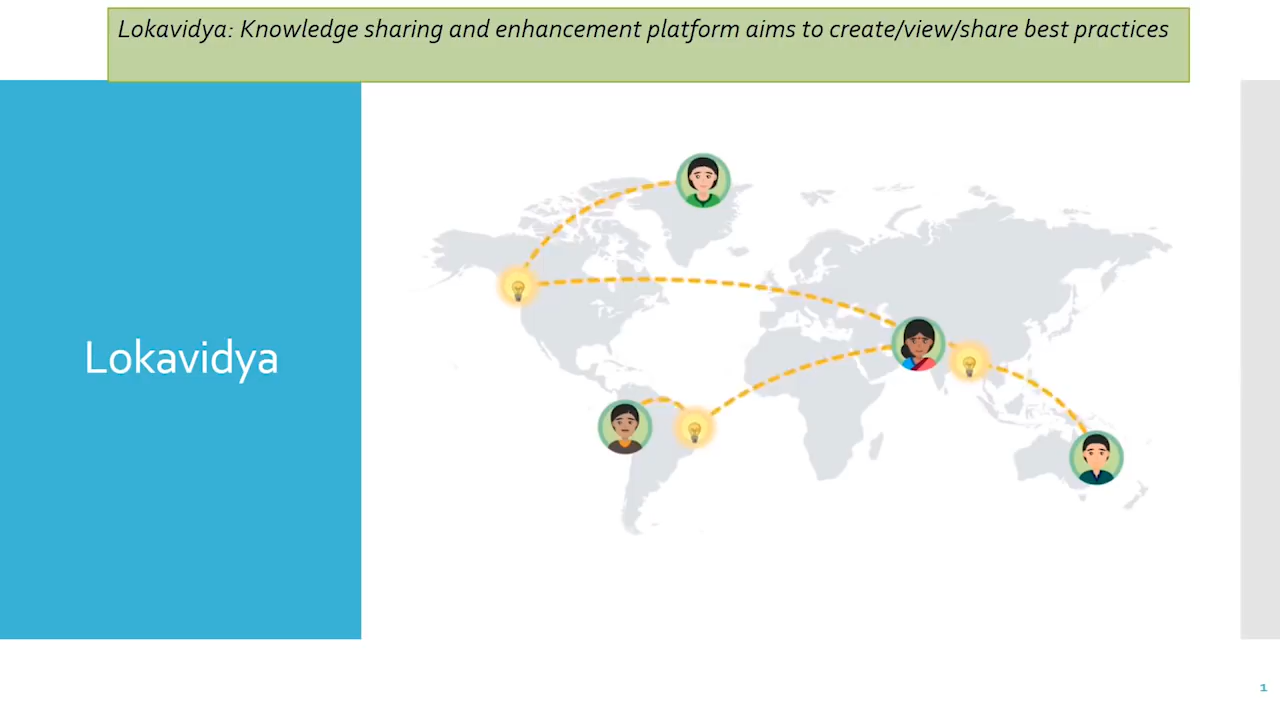 Lokavidya: Knowledge sharing and enhancement platform aims to create/view/share best practices
Lokavidya
1